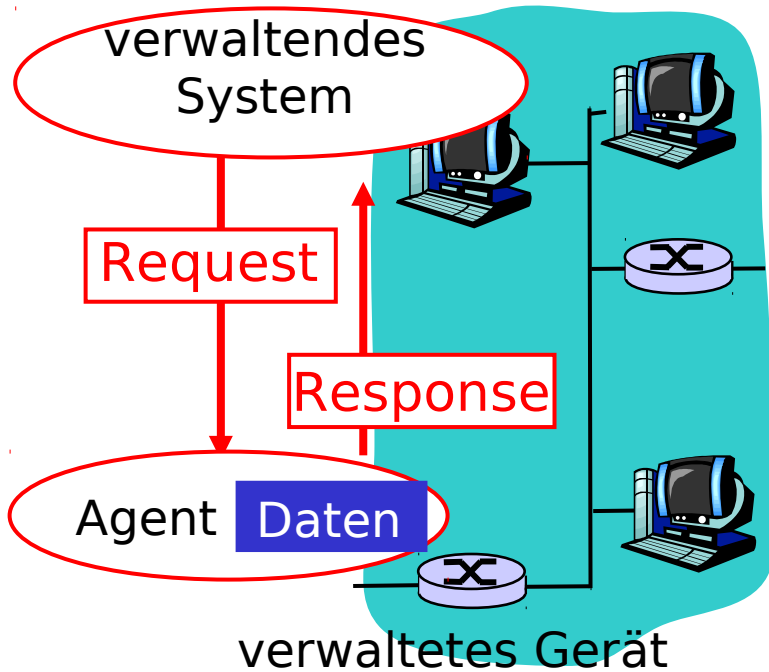 verwaltendes
System
Request
Response
Agent
Daten
verwaltetes Gerät